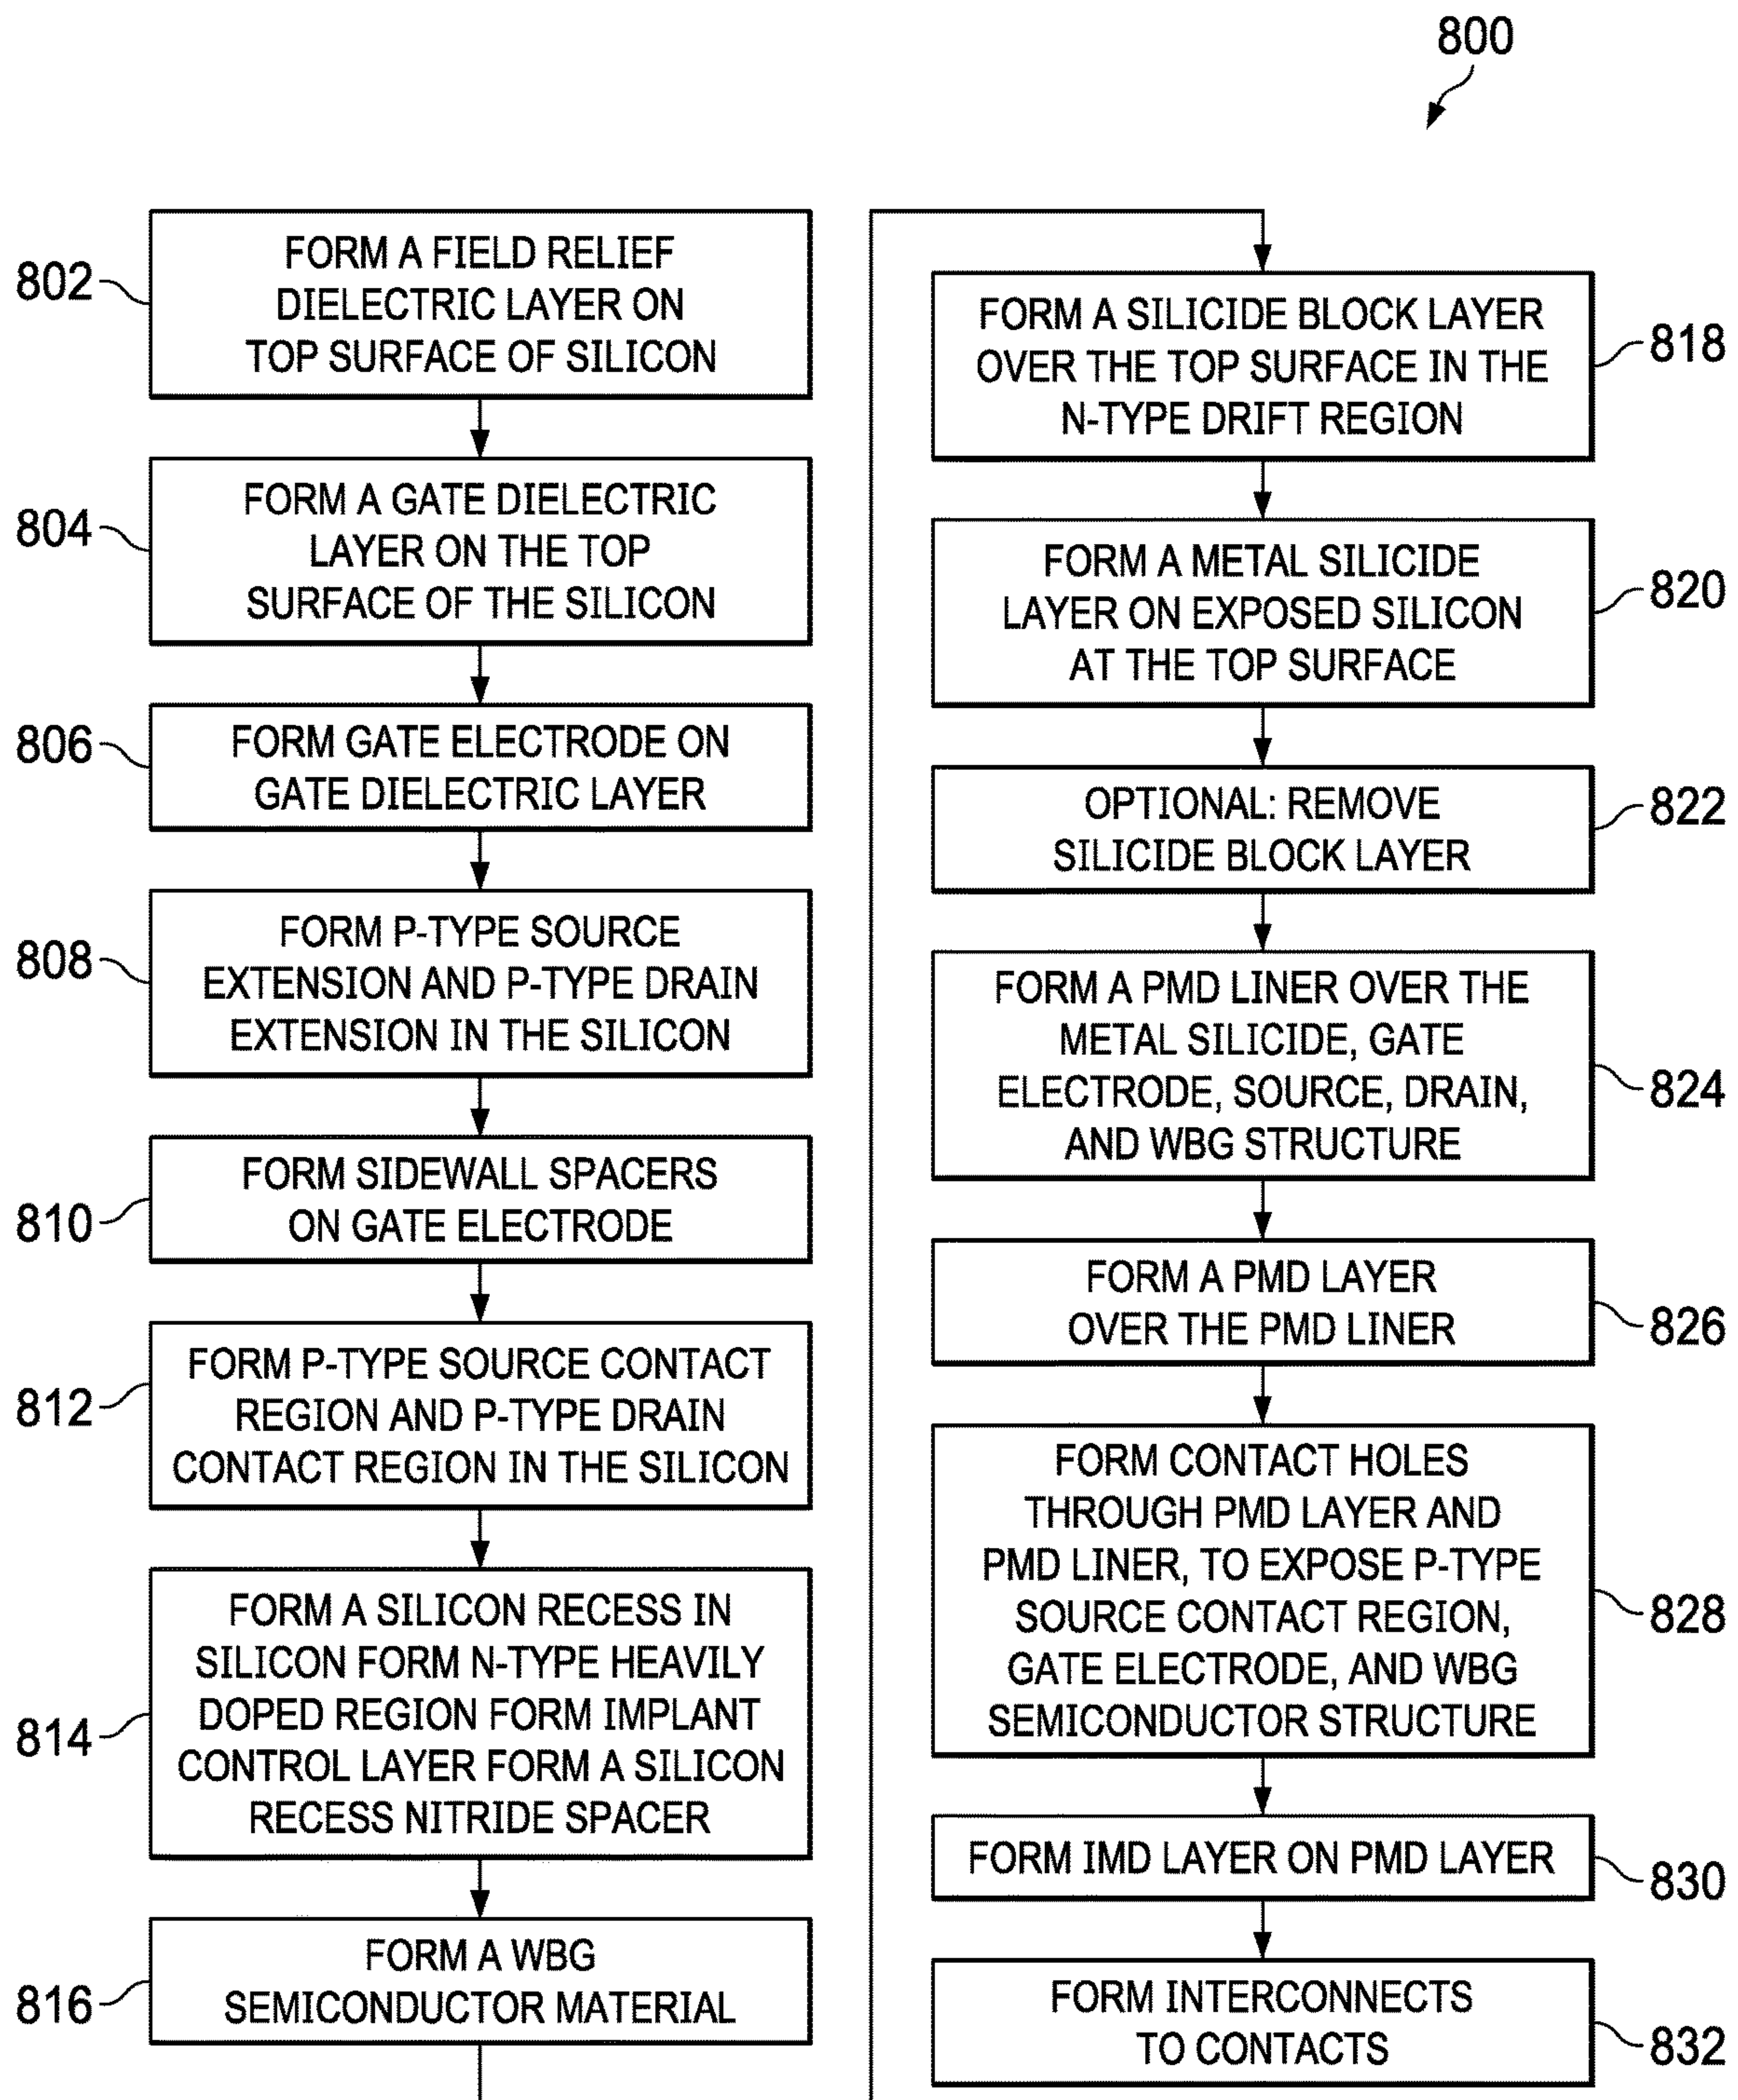 800
802
FORM A FIELD RELIEF
DIELECTRIC LAYER ON
TOP SURFACE OF SILICON
804
FORM A GATE DIELECTRIC
LAYER ON THE TOP
SURFACE OF THE SILICON
806
FORM GATE ELECTRODE ON
GATE DIELECTRIC LAYER
808
FORM P-TYPE SOURCE
EXTENSION AND P-TYPE DRAIN
EXTENSION IN THE SILICON
810
FORM SIDEWALL SPACERS
ON GATE ELECTRODE
812
FORM P-TYPE SOURCE CONTACT
REGION AND P-TYPE DRAIN
CONTACT REGION IN THE SILICON
814
FORM A SILICON RECESS IN
SILICON FORM N-TYPE HEAVILY
DOPED REGION FORM IMPLANT
CONTROL LAYER FORM A SILICON
RECESS NITRIDE SPACER
816
FORM A WBG
SEMICONDUCTOR MATERIAL
FORM A SILICIDE BLOCK LAYER
OVER THE TOP SURFACE IN THE
N-TYPE DRIFT REGION
818
FORM A METAL SILICIDE
LAYER ON EXPOSED SILICON
AT THE TOP SURFACE
820
OPTIONAL: REMOVE
SILICIDE BLOCK LAYER
822
FORM A PMD LINER OVER THE
METAL SILICIDE, GATE
ELECTRODE, SOURCE, DRAIN,
AND WBG STRUCTURE
824
FORM A PMD LAYER
OVER THE PMD LINER
826
FORM CONTACT HOLES
THROUGH PMD LAYER AND
PMD LINER, TO EXPOSE P-TYPE
SOURCE CONTACT REGION,
GATE ELECTRODE, AND WBG
SEMICONDUCTOR STRUCTURE
828
FORM IMD LAYER ON PMD LAYER
830
FORM INTERCONNECTS
TO CONTACTS
832